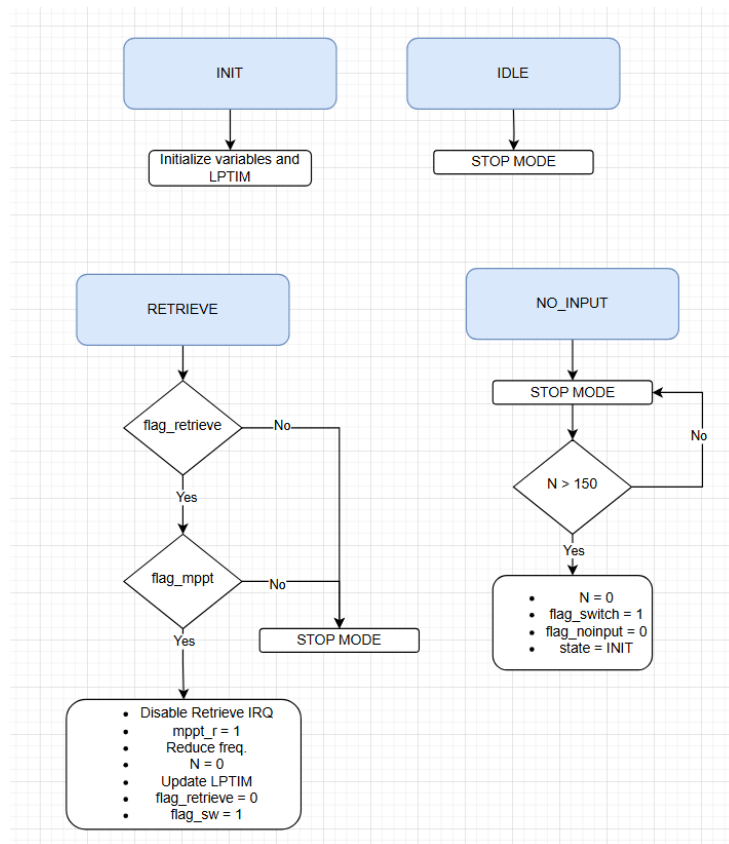 INIT
IDLE
Initialize variables and
LPTIM
STOP MODE
RETRIEVE
NO_INPUT
flag_retrieve
No
Yes
flag_mppt
No
Yes
STOP MODE
• Disable Retrieve IRQ
• mppt_r = 1
• Reduce freq.
• N = 0
• Update LPTIM
• flag_retrieve = 0
• flag_sw = 1
STOP MODE
No
N > 150
Yes
• N = 0
• flag_switch = 1
• flag_noinput = 0
• state = INIT